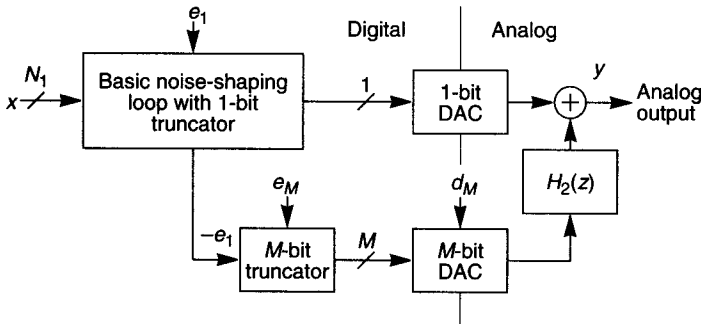 e1
Digital
Analog
N1
x
Basic noise-shaping
loop with 1-bit
truncator
1
1-bit
DAC
+
y
Analog
output
H2(z)
eM
dM
−e1
M-bit
truncator
M
M-bit
DAC